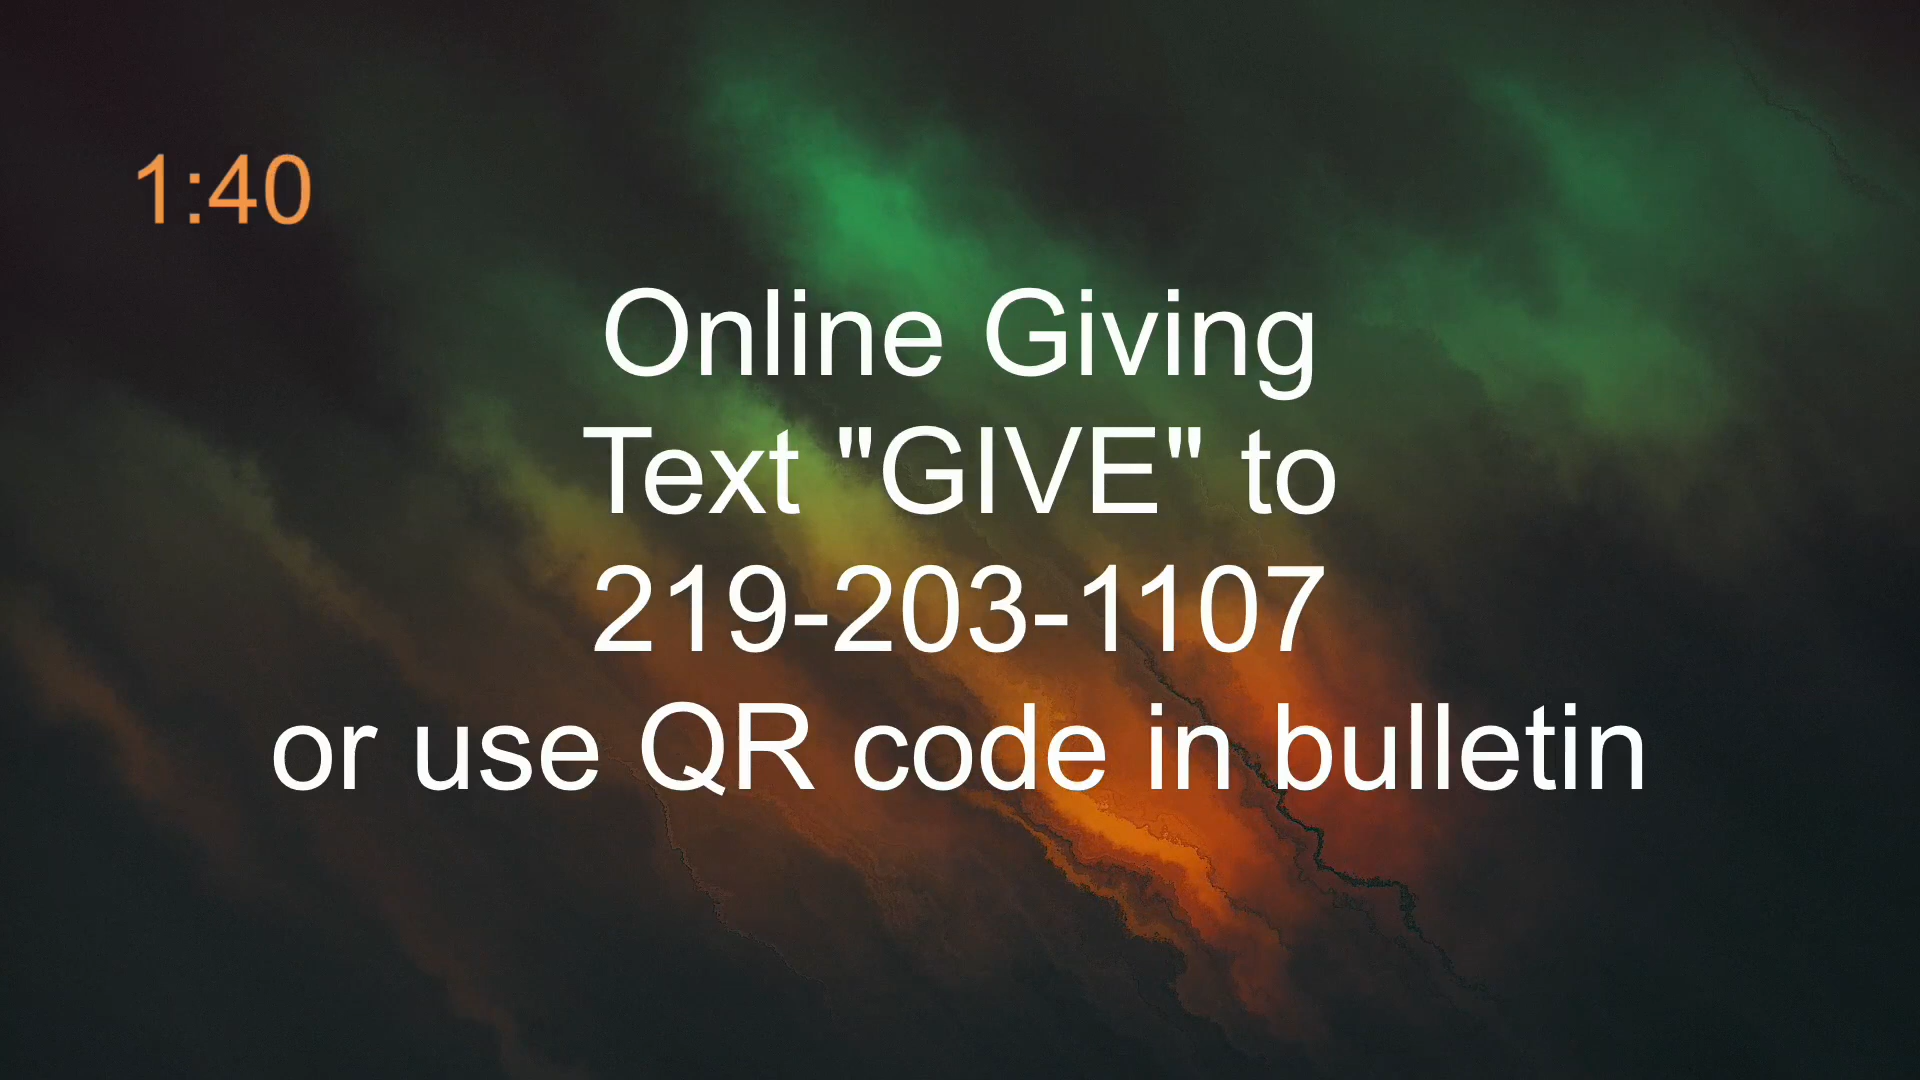 1:40
Online Giving
Text "GIVE" to
219-203-1107
or use QR code in bulletin